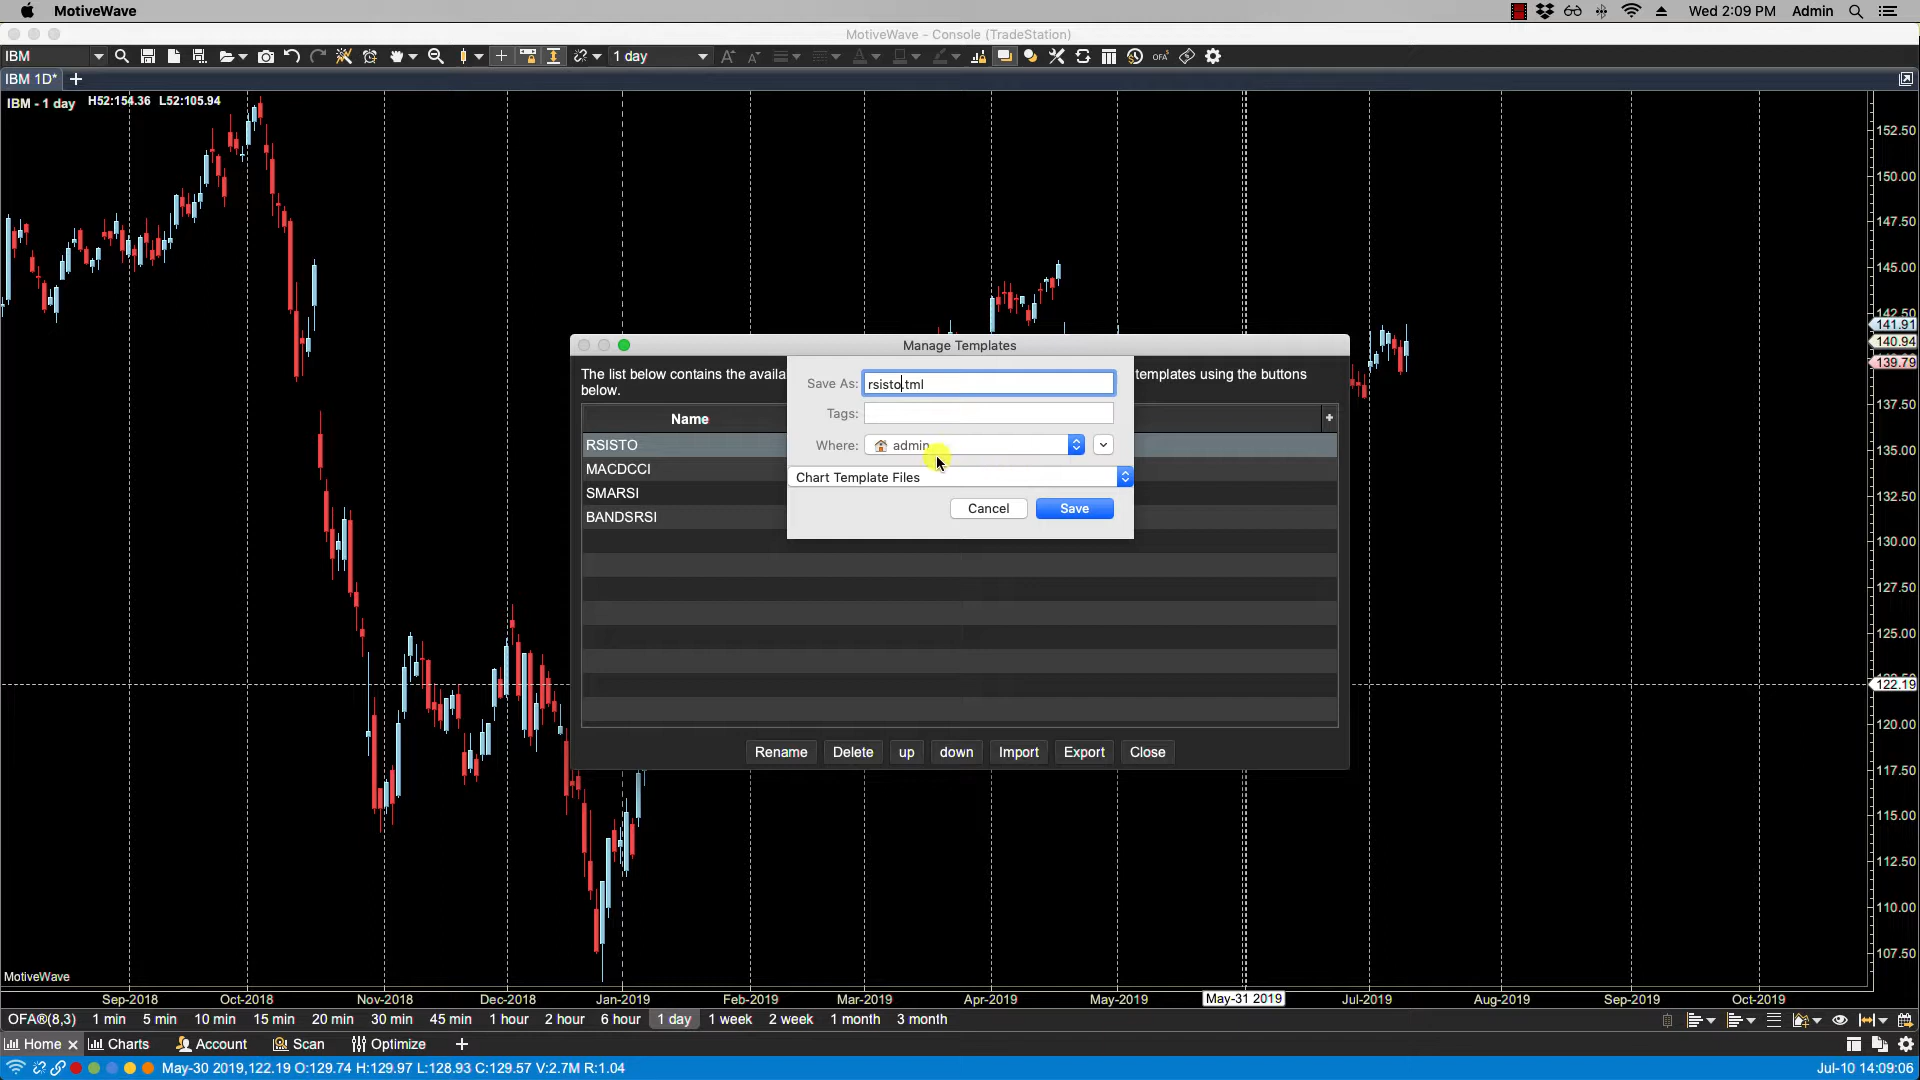 MotiveWave
Wed 2:09 PM Admin
MotiveWave - Console (TradeStation)
IBM
1 day
OFA
IBM 1D*
IBM - 1 day H52:154.36 L52:105.94
152.50
150.00
147.50
145.00
142.50
141.91
140.94
139.79
137.50
135.00
132.50
130.00
127.50
125.00
122.19
120.00
117.50
115.00
112.50
110.00
107.50
Manage Templates
The list below contains the availa
templates using the buttons
below.
Name
RSISTO
MACDCCI
SMARSI
BANDSRSI
Save As: rsisto.tml
Tags:
Where: admin
Chart Template Files
Cancel Save
Rename Delete up down Import Export Close
MotiveWave
Sep-2018 Oct-2018 Nov-2018 Dec-2018 Jan-2019 Feb-2019 Mar-2019 Apr-2019 May-2019 May-31 2019 Jul-2019 Aug-2019 Sep-2019 Oct-2019
OFA®(8,3) 1 min 5 min 10 min 15 min 20 min 30 min 45 min 1 hour 2 hour 6 hour 1 day 1 week 2 week 1 month 3 month
Home Charts Account Scan Optimize
May-30 2019,122.19 O:129.74 H:129.97 L:128.93 C:129.57 V:2.7M R:1.04
Jul-10 14:09:06